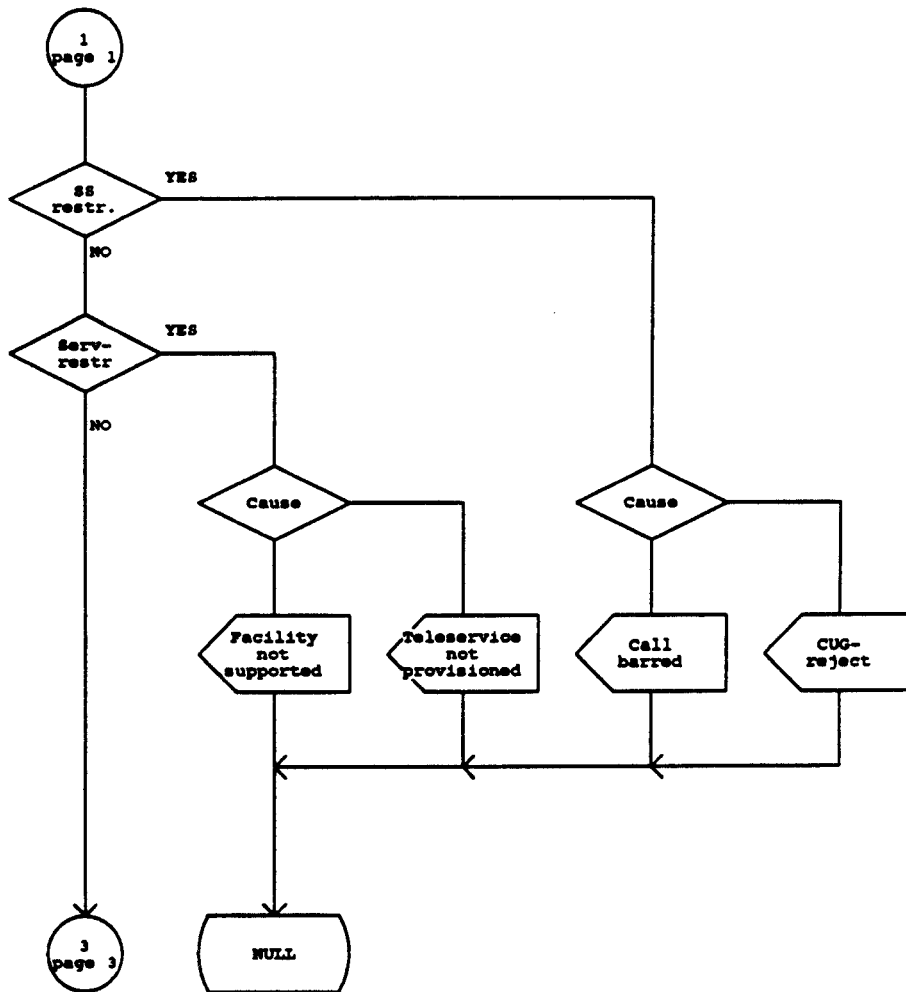 1
page 1
SS
restr.
YES
NO
Serv-
restr
YES
NO
Cause
Cause
Facility
not
supported
Teleservice
not
provisioned
Call
barred
CUG-
reject
3
page 3
NULL